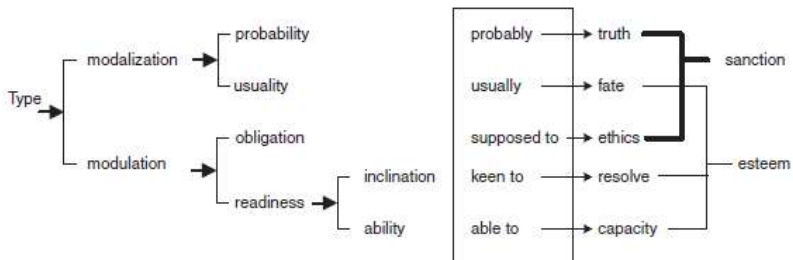 probability probably truth
modalization sanction
usuality usually fate
Type
obligation supposed to ethics
modulation esteem
inclination keen to resolve
readiness
ability able to capacity